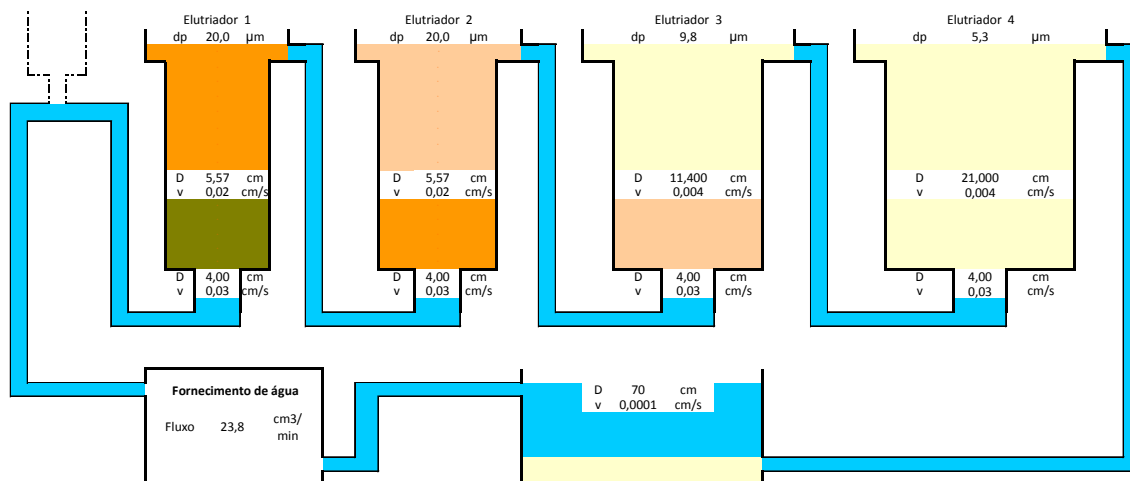 Elutriador 1 Elutriador 2 Elutriador 3 Elutriador 4
dp 20,0 µm dp 20,0 µm dp 9,8 µm dp 5,3 µm
D 5,57 cm D 5,57 cm D 11,400 cm D 21,000 cm
v 0,02 cm/s v 0,02 cm/s v 0,004 cm/s v 0,004 cm/s
D 4,00 cm D 4,00 cm D 4,00 cm D 4,00 cm
v 0,03 cm/s v 0,03 cm/s v 0,03 cm/s v 0,03 cm/s
Fornecimento de água
Fluxo 23,8 cm3/
min
D 70 cm
v 0,0001 cm/s